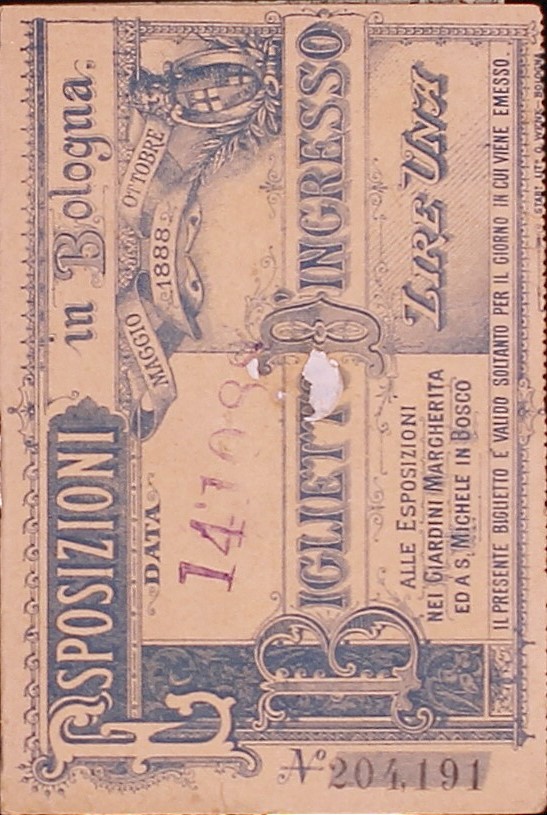 ESPOSIZIONI in Bologna.
MAGGIO 1888 OTTOBRE
DATA
BIGLIETTO D'INGRESSO
ALLE ESPOSIZIONI
NEI GIARDINI MARGHERITA
ED A S. MICHELE IN BOSCO
LIRE UNA
IL PRESENTE BIGLIETTO È VALIDO SOLTANTO PER IL GIORNO IN CUI VIENE EMESSO
No 204,191